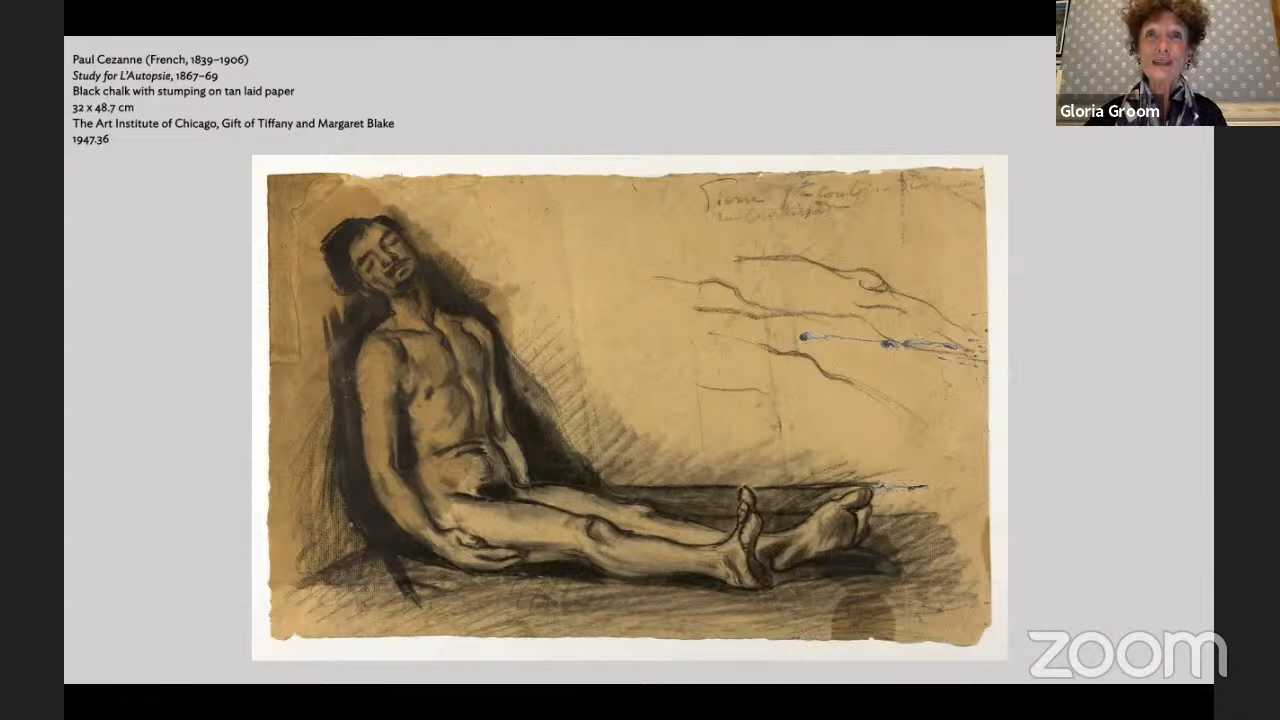 Paul Cezanne (French, 1839–1906)
Study for L'Autopsie, 1867–69
Black chalk with stumping on tan laid paper
32 x 48.7 cm
The Art Institute of Chicago, Gift of Tiffany and Margaret Blake
1947.36
Gloria Groom
zoom